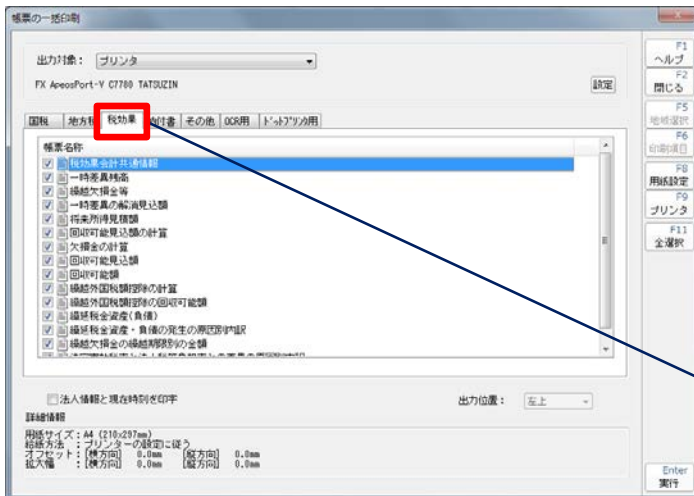 帳票の一括印刷
出力対象： プリンタ
FX ApeosPort-V C7780 TATSUZIN
設定
国税 地方税 税効果 付書 その他 OCR用 ﾄﾞｯﾄﾌﾟﾘﾝﾀ用
帳票名称
税効果会計共通情報
一時差異残高
繰越欠損金等
一時差異の解消見込額
将来所得見積額
回収可能見込額の計算
欠損金の計算
回収可能見込額
回収可能額
繰越外国税額控除の計算
繰越外国税額控除の回収可能額
繰延税金資産(負債)
繰延税金資産・負債の発生の原因別内訳
繰越欠損金の繰越期限別の金額
法人情報と現在時刻を印字
出力位置： 左上
詳細情報
用紙サイズ：A4 (210x297mm)
給紙方法 ：プリンターの設定に従う
オフセット：[横方向] 0.0mm [縦方向] 0.0mm
拡大幅 ：[横方向] 0.0mm [縦方向] 0.0mm
F1
ヘルプ
F2
閉じる
F5
地域選択
F6
印刷項目
F8
用紙設定
F9
プリンタ
F11
全選択
Enter
実行